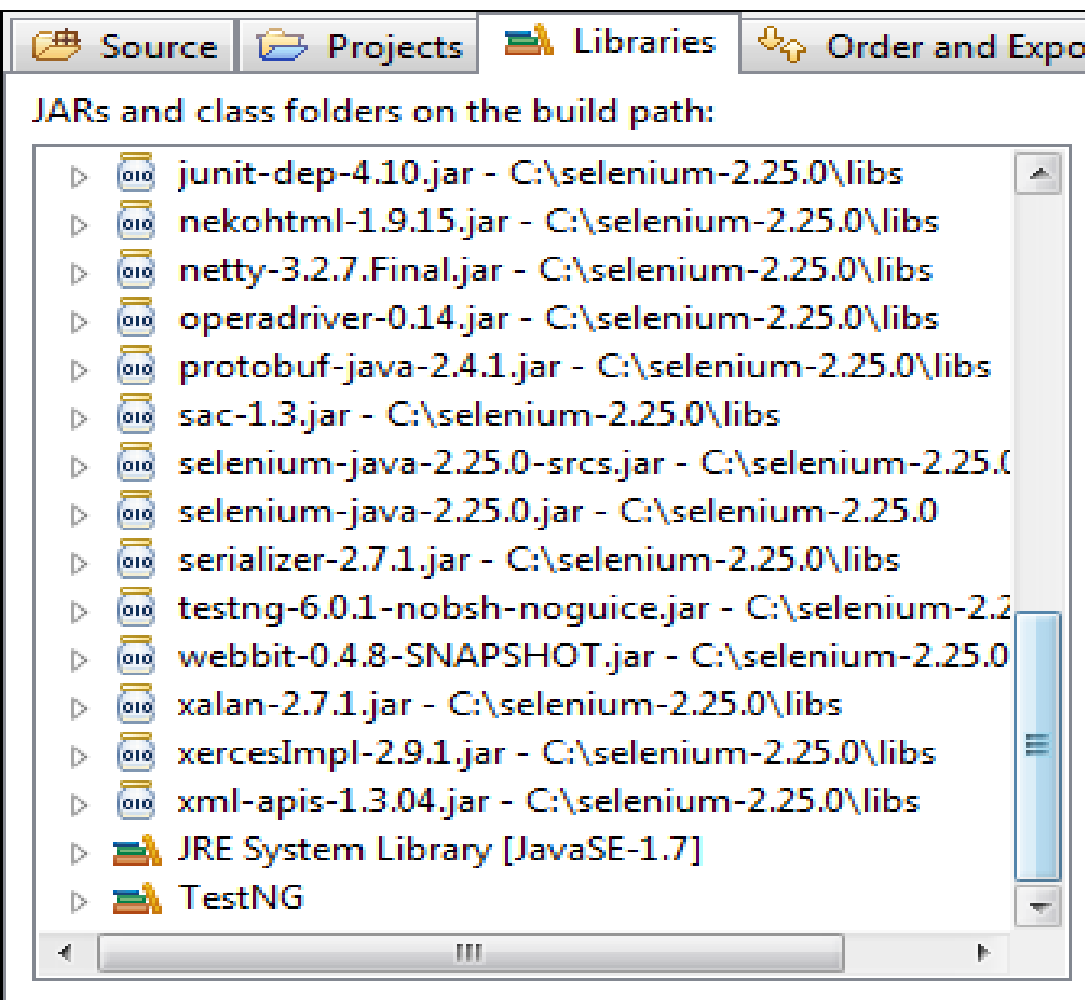 Source Projects Libraries Order and Expo
JARs and class folders on the build path:
junit-dep-4.10.jar - C:\selenium-2.25.0\libs
nekohtml-1.9.15.jar - C:\selenium-2.25.0\libs
netty-3.2.7.Final.jar - C:\selenium-2.25.0\libs
operadriver-0.14.jar - C:\selenium-2.25.0\libs
protobuf-java-2.4.1.jar - C:\selenium-2.25.0\libs
sac-1.3.jar - C:\selenium-2.25.0\libs
selenium-java-2.25.0-srcs.jar - C:\selenium-2.25.0
selenium-java-2.25.0.jar - C:\selenium-2.25.0
serializer-2.7.1.jar - C:\selenium-2.25.0\libs
testng-6.0.1-nobsh-noguice.jar - C:\selenium-2.2
webbit-0.4.8-SNAPSHOT.jar - C:\selenium-2.25.0
xalan-2.7.1.jar - C:\selenium-2.25.0\libs
xercesImpl-2.9.1.jar - C:\selenium-2.25.0\libs
xml-apis-1.3.04.jar - C:\selenium-2.25.0\libs
JRE System Library [JavaSE-1.7]
TestNG